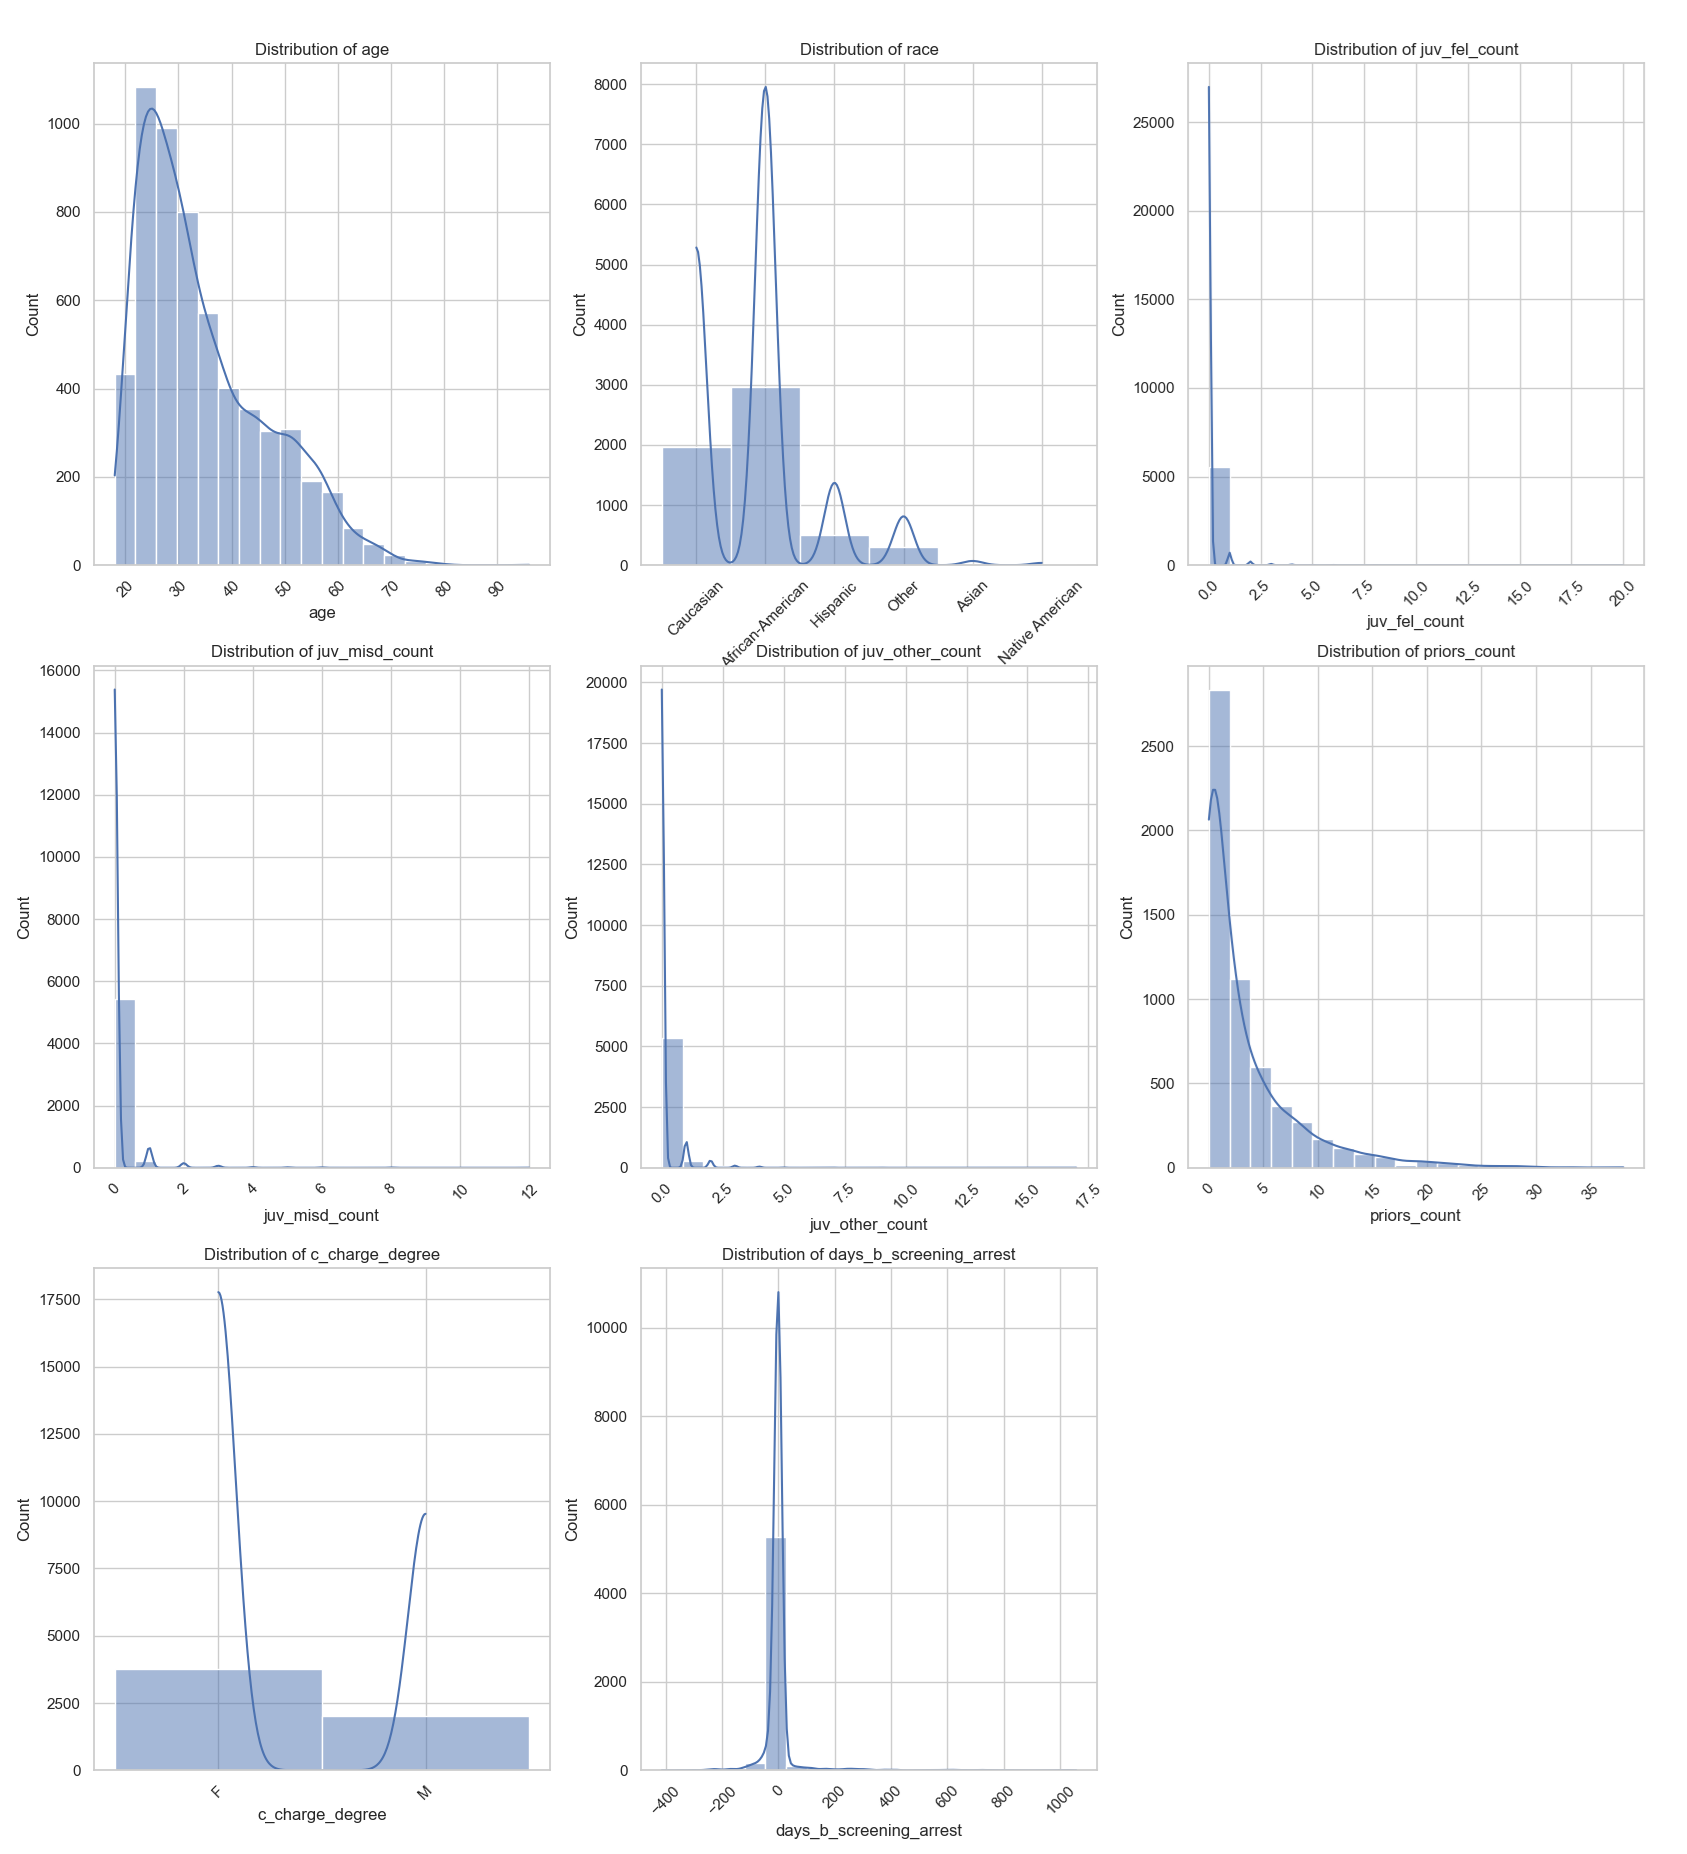 Distribution of age
Count
1000
800
600
400
200
0
20 30 40 50 60 70 80 90
age
Distribution of race
Count
8000
7000
6000
5000
4000
3000
2000
1000
0
Caucasian African-American Hispanic Other Asian Native American
Distribution of juv_fel_count
Count
25000
20000
15000
10000
5000
0
0.0 2.5 5.0 7.5 10.0 12.5 15.0 17.5 20.0
juv_fel_count
Distribution of juv_misd_count
Count
16000
14000
12000
10000
8000
6000
4000
2000
0
0 2 4 6 8 10 12
juv_misd_count
Distribution of juv_other_count
Count
20000
17500
15000
12500
10000
7500
5000
2500
0
0.0 2.5 5.0 7.5 10.0 12.5 15.0 17.5
juv_other_count
Distribution of priors_count
Count
2500
2000
1500
1000
500
0
0 5 10 15 20 25 30 35
priors_count
Distribution of c_charge_degree
Count
17500
15000
12500
10000
7500
5000
2500
0
F M
c_charge_degree
Distribution of days_b_screening_arrest
Count
10000
8000
6000
4000
2000
0
−400 −200 0 200 400 600 800 1000
days_b_screening_arrest